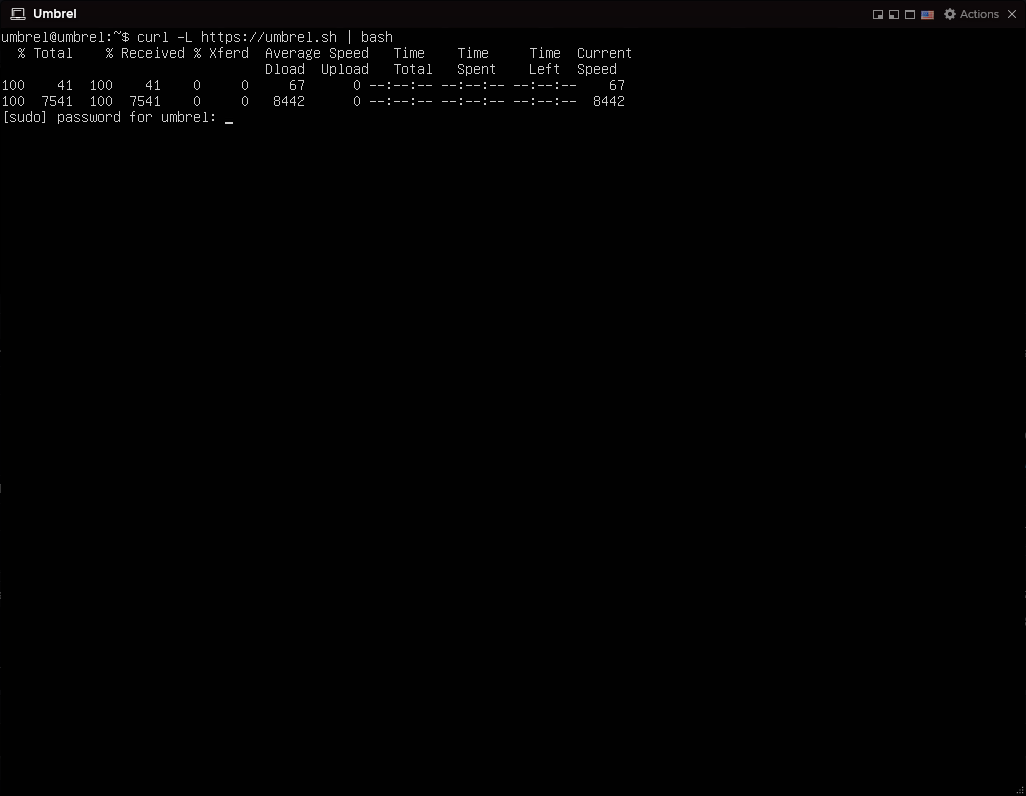 Umbrel
Actions
umbrel@umbrel:~$ curl -L https://umbrel.sh | bash
% Total % Received % Xferd Average Speed Time Time Time Current
Dload Upload Total Spent Left Speed
100 41 100 41 0 0 67 0 --:--:-- --:--:-- --:--:-- 67
100 7541 100 7541 0 0 8442 0 --:--:-- --:--:-- --:--:-- 8442
[sudo] password for umbrel: _